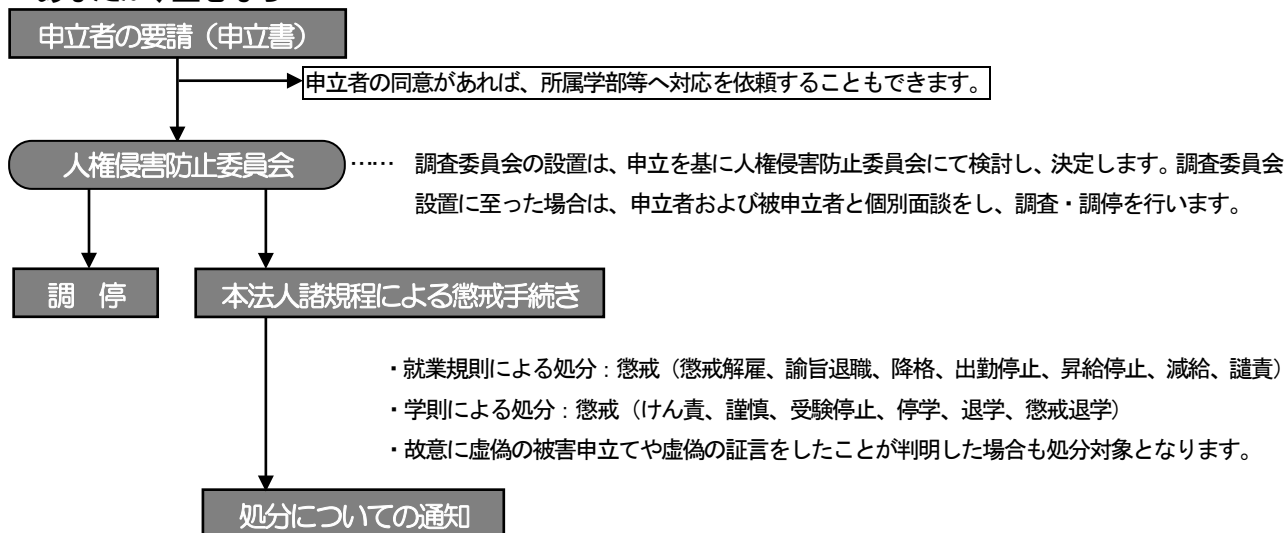 申立者の要請（申立書）
申立者の同意があれば、所属学部等へ対応を依頼することもできます。
人権侵害防止委員会
…… 調査委員会の設置は、申立を基に人権侵害防止委員会にて検討し、決定します。調査委員会
設置に至った場合は、申立者および被申立者と個別面談をし、調査・調停を行います。
調 停
本法人諸規程による懲戒手続き
・就業規則による処分：懲戒（懲戒解雇、諭旨退職、降格、出勤停止、昇給停止、減給、譴責）
・学則による処分：懲戒（けん責、謹慎、受験停止、停学、退学、懲戒退学）
・故意に虚偽の被害申立てや虚偽の証言をしたことが判明した場合も処分対象となります。
処分についての通知